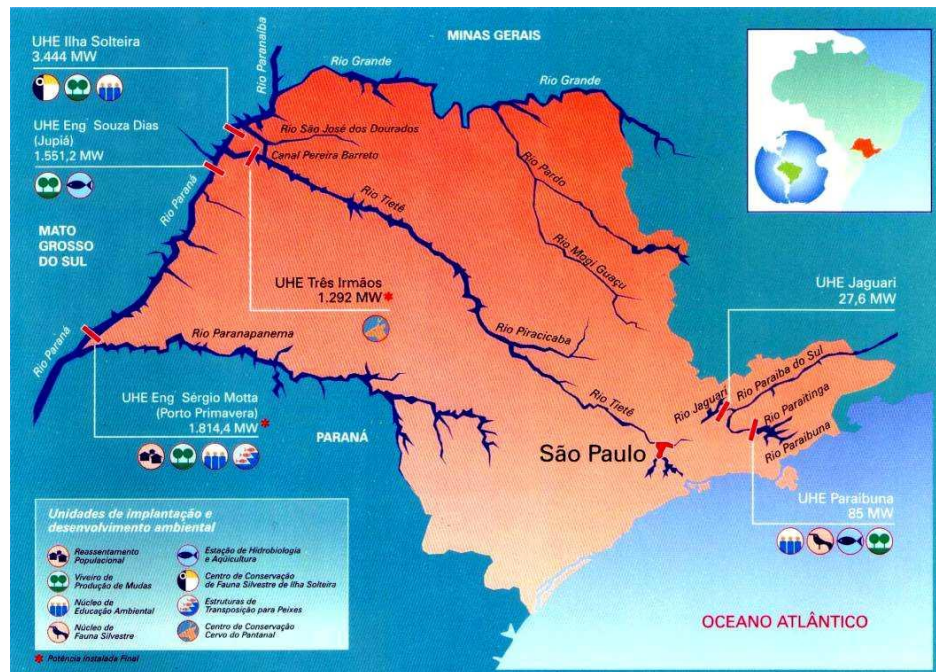 UHE Ilha Solteira
3.444 MW
UHE Eng° Souza Dias
(Jupiá)
1.551,2 MW
MATO
GROSSO
DO SUL
Rio Paraná
Rio Paraná
Rio Paranaíba
MINAS GERAIS
Rio Grande
Rio Grande
Rio São José dos Dourados
Canal Pereira Barreto
Rio Tietê
Rio Pardo
Rio Mogi Guaçu
UHE Três Irmãos
1.292 MW*
Rio Paranapanema
Rio Piracicaba
Rio Tietê
UHE Jaguari
27,6 MW
Rio Jaguari
Rio Paraíba do Sul
Rio Paraitinga
Rio Paraibuna
UHE Eng° Sérgio Motta
(Porto Primavera)
1.814,4 MW*
PARANÁ
São Paulo
UHE Paraibuna
85 MW
OCEANO ATLÂNTICO
Unidades de implantação e
desenvolvimento ambiental
Reassentamento
Populacional
Viveiro de
Produção de Mudas
Núcleo de
Educação Ambiental
Núcleo de
Fauna Silvestre
Estação de Hidrobiologia
e Aqüicultura
Centro de Conservação
de Fauna Silvestre de Ilha Solteira
Estruturas de
Transposição para Peixes
Centro de Conservação
Cervo do Pantanal
* Potência Instalada Final